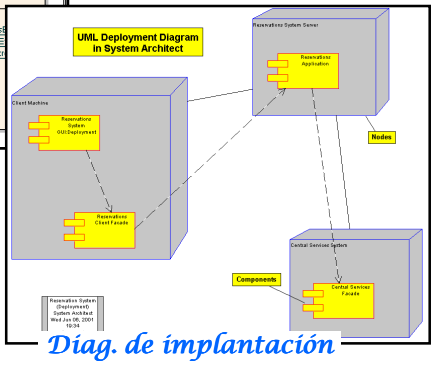 UML Deployment Diagram
in System Architect
Reservations System Server
Reservations
Application
Client Machine
Reservations
System
GUI:Deployment
Nodes
Reservations
Client Facade
Central Services System
Components
Central Services
Facade
Reservation System
(Deployment)
System Architect
Wed Jun 06, 2001
10:34
Diag. de implantación